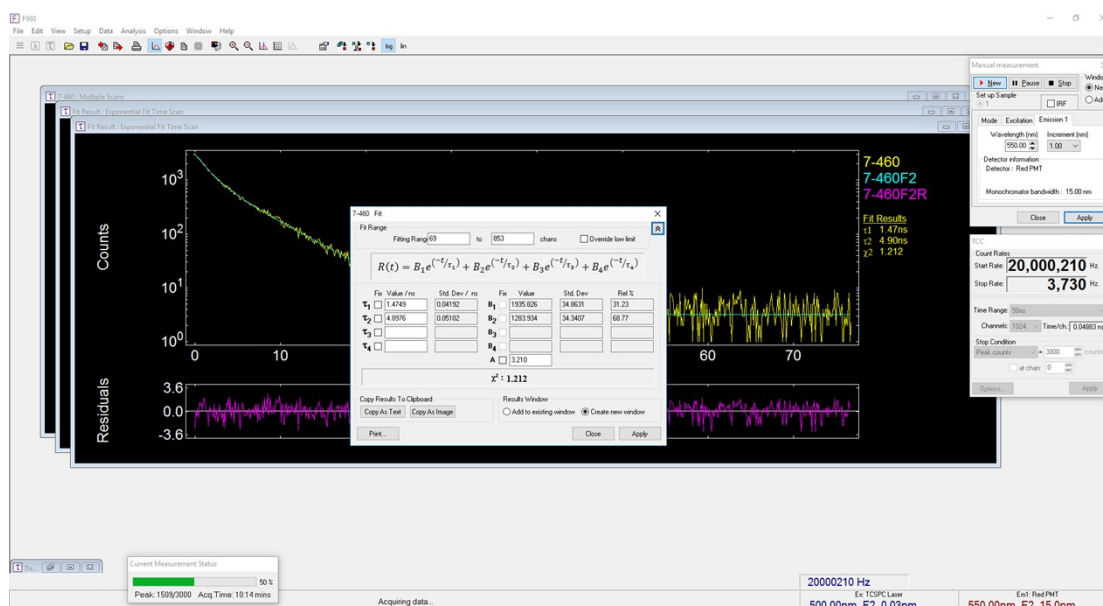 F980
File Edit View Setup Data Analysis Options Window Help
log lin
7-460 : Multiple Scans
Fit Result : Exponential Fit Time Scan
Fit Result : Exponential Fit Time Scan
Counts
10³
10²
10¹
10⁰
0 10 60 70
Residuals
3.6
0.0
-3.6
7-460
7-460F2
7-460F2R
Fit Results
τ1 1.47ns
τ2 4.90ns
χ2 1.212
7-460 Fit
Fit Range
Fitting Rang 69 to 853 chans Override low limit
R(t) = B₁e^(-t/τ₁) + B₂e^(-t/τ₂) + B₃e^(-t/τ₃) + B₄e^(-t/τ₄)
Fix Value / ns Std. Dev / ns Fix Value Std. Dev Rel %
τ₁ 1.4749 0.04192 B₁ 1935.826 34.8631 31.23
τ₂ 4.8976 0.05102 B₂ 1283.934 34.3407 68.77
τ₃ B₃
τ₄ B₄
A 3.210
χ² : 1.212
Copy Results To Clipboard Results Window
Copy As Text Copy As Image Add to existing window Create new window
Print... Close Apply
Manual measurement
New Pause Stop
Set up Sample
1 IRF
Mode Excitation Emission 1
Wavelength (nm) Increment (nm)
550.00 1.00
Detector information
Detector : Red PMT
Monochromator bandwidth : 15.00 nm
Close Apply
TCC
Count Rates
Start Rate: 20,000,210 Hz
Stop Rate: 3,730 Hz
Time Range: 50ns
Channels: 1024 Time/ch.: 0.04883 ns
Stop Condition
Peak counts = 3000 counts
at chan: 0
Options... Apply
Current Measurement Status
50 %
Peak: 1509/3000 Acq.Time: 10:14 mins
Acquiring data...
20000210 Hz
Ex: TCSPC Laser Em1: Red PMT
500.00nm F2 0.03nm 550.00nm F2 15.0nm